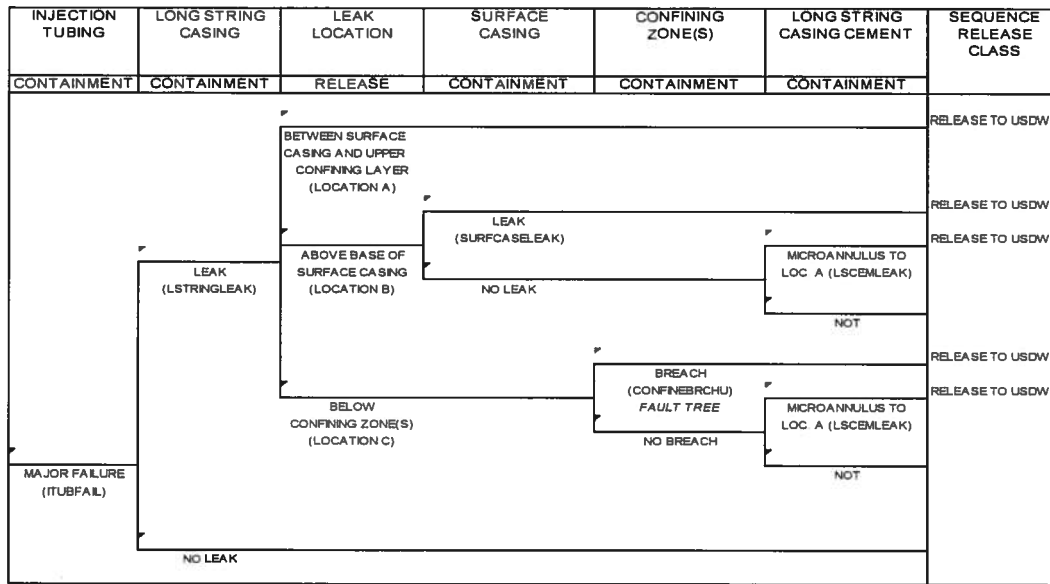 INJECTION TUBING
LONG STRING CASING
LEAK LOCATION
SURFACE CASING
CONFINING ZONE(S)
LONG STRING CASING CEMENT
SEQUENCE RELEASE CLASS
CONTAINMENT
CONTAINMENT
RELEASE
CONTAINMENT
CONTAINMENT
CONTAINMENT
RELEASE TO USDW
BETWEEN SURFACE
CASING AND UPPER
CONFINING LAYER
(LOCATION A)
RELEASE TO USDW
LEAK
(SURFCASELEAK)
RELEASE TO USDW
ABOVE BASE OF
SURFACE CASING
(LOCATION B)
MICROANNULUS TO
LOC. A (LSCEMLEAK)
LEAK
(LSTRINGLEAK)
NO LEAK
NOT
RELEASE TO USDW
BREACH
(CONFINEBRCHU)
FAULT TREE
RELEASE TO USDW
BELOW
CONFINING ZONE(S)
(LOCATION C)
MICROANNULUS TO
LOC. A (LSCEMLEAK)
NO BREACH
MAJOR FAILURE
(ITUBFAIL)
NOT
NO LEAK